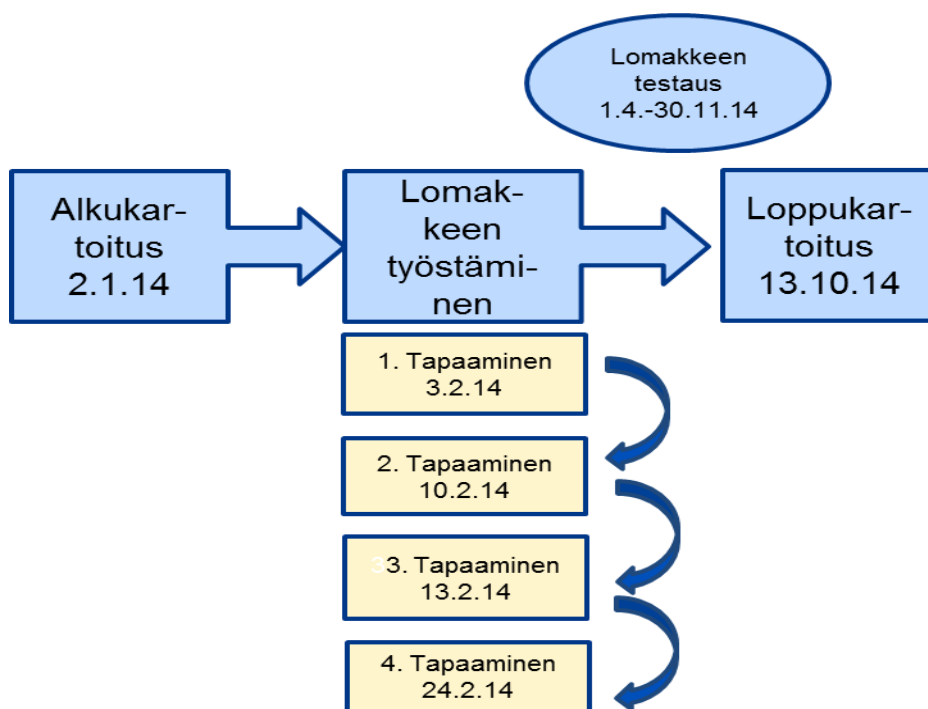 Lomakkeen
testaus
1.4.-30.11.14
Alkukar-
toitus
2.1.14
Lomak-
keen
työstämi-
nen
Loppukar-
toitus
13.10.14
1. Tapaaminen
3.2.14
2. Tapaaminen
10.2.14
33. Tapaaminen
13.2.14
4. Tapaaminen
24.2.14